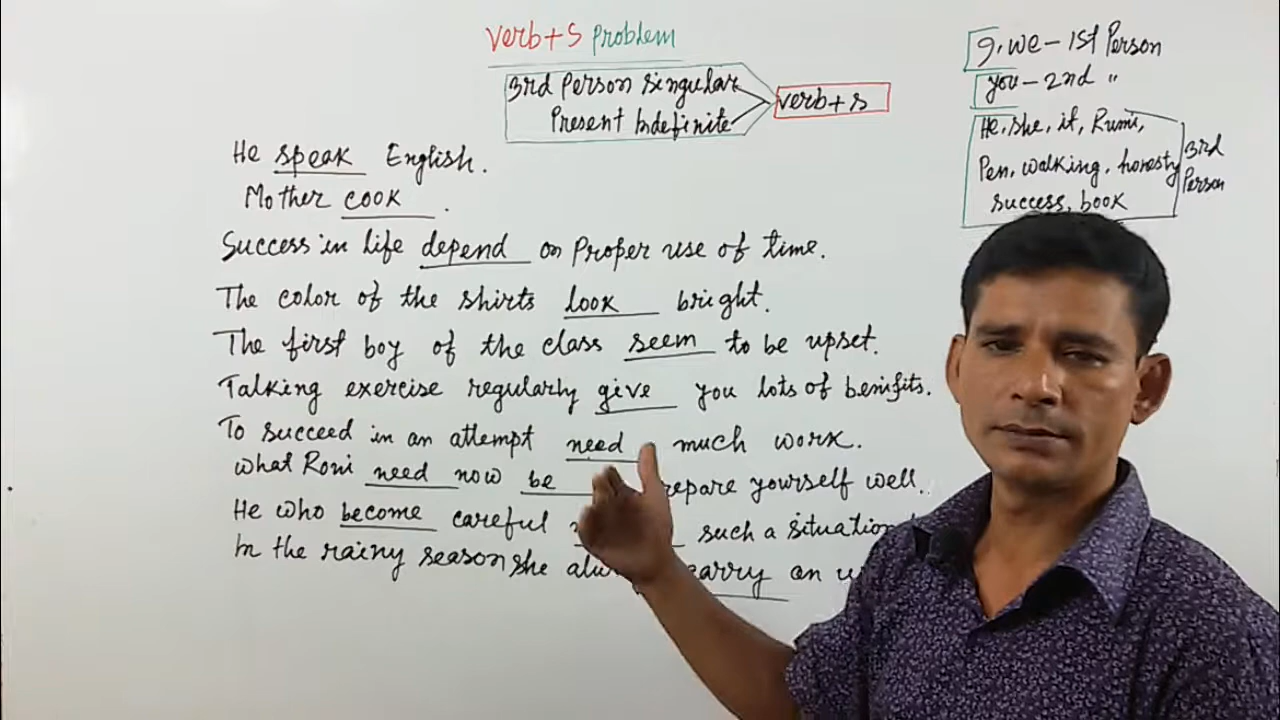 verb+s problem
3rd Person Singular
Present Indefinite
verb+s
I, we - 1st Person
you - 2nd "
He, she, it, Rumi,
Pen, walking, honesty
success, book
3rd Person
He speak English.
Mother cook .
Success in life depend on Proper use of time.
The color of the shirts look bright.
The first boy of the class seem to be upset.
Talking exercise regularly give you lots of benifits.
To succeed in an attempt need much work.
what Roni need now be yourself well.
He who become careful such a situation
In the rainy season she carry an